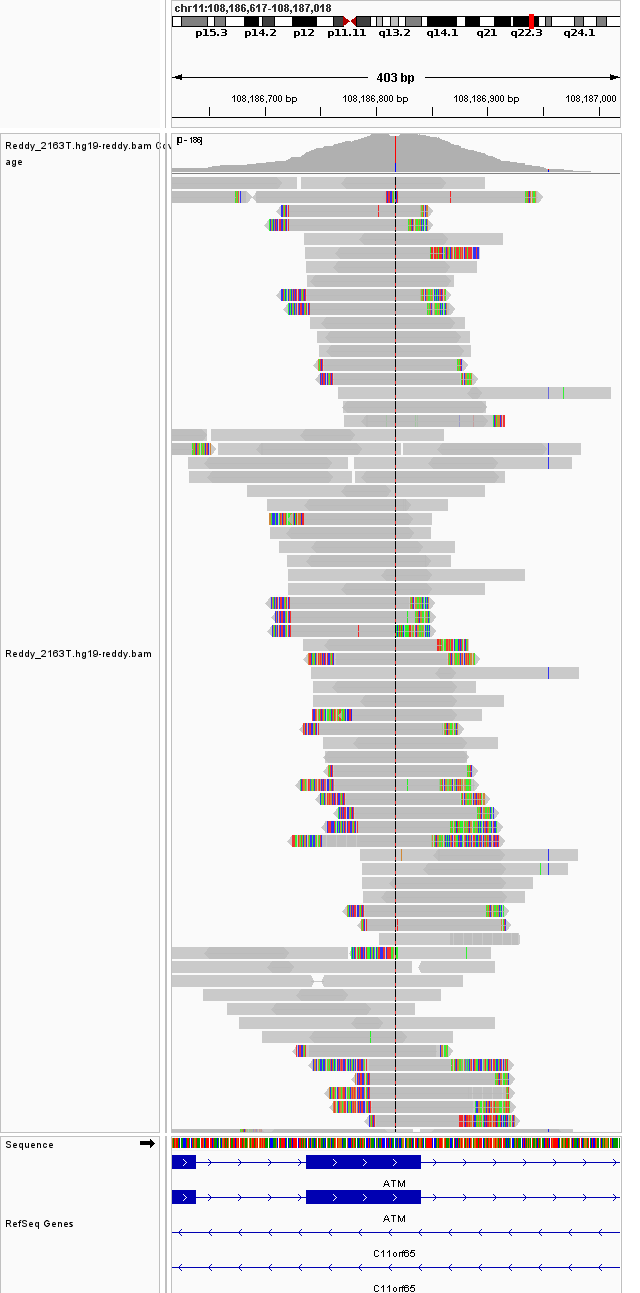 chr11:108,186,617-108,187,018
p15.3 p14.2 p12 p11.11 q13.2 q14.1 q21 q22.3 q24.1
403 bp
108,186,700 bp 108,186,800 bp 108,186,900 bp 108,187,000
Reddy_2163T.hg19-reddy.bam Cov
age
[0 - 186]
Reddy_2163T.hg19-reddy.bam
Sequence
ATM
ATM
RefSeq Genes
C11orf65
C11orf65